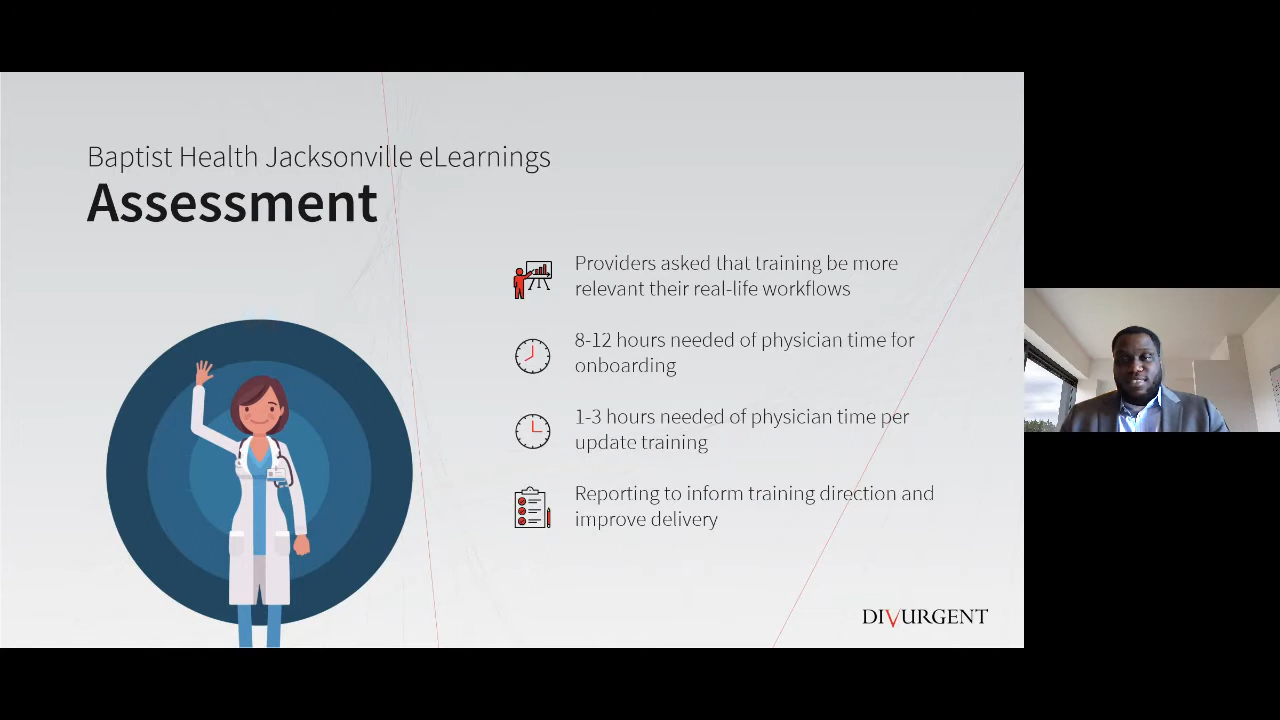 Baptist Health Jacksonville eLearnings
Assessment
Providers asked that training be more
relevant their real-life workflows
8-12 hours needed of physician time for
onboarding
1-3 hours needed of physician time per
update training
Reporting to inform training direction and
improve delivery
DIVURGENT